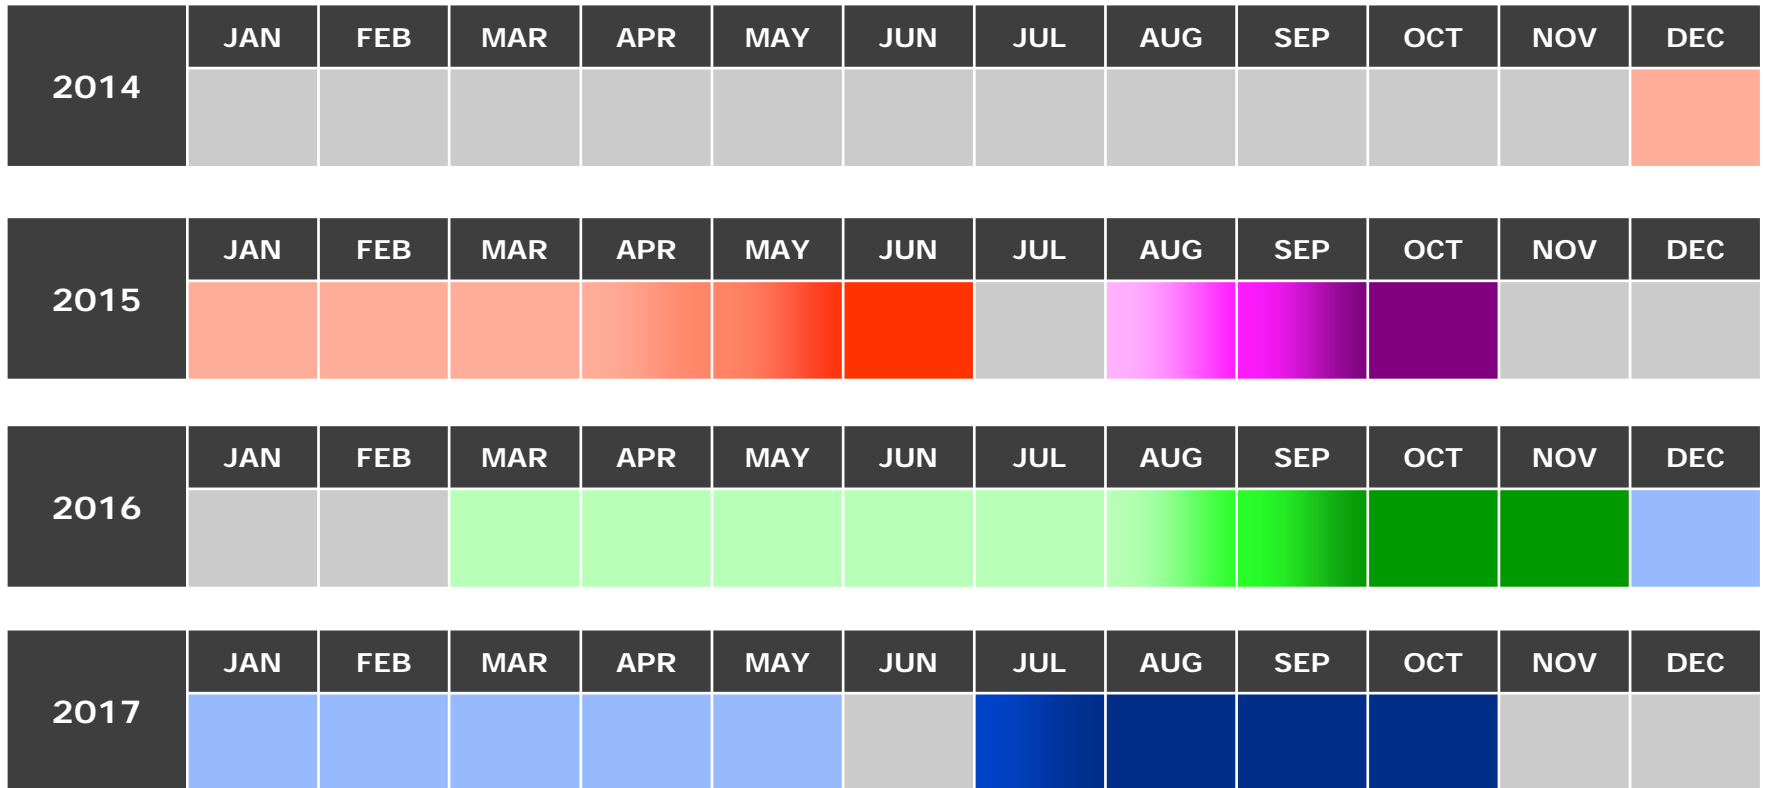 JAN FEB MAR APR MAY JUN JUL AUG SEP OCT NOV DEC
2014
JAN FEB MAR APR MAY JUN JUL AUG SEP OCT NOV DEC
2015
JAN FEB MAR APR MAY JUN JUL AUG SEP OCT NOV DEC
2016
JAN FEB MAR APR MAY JUN JUL AUG SEP OCT NOV DEC
2017